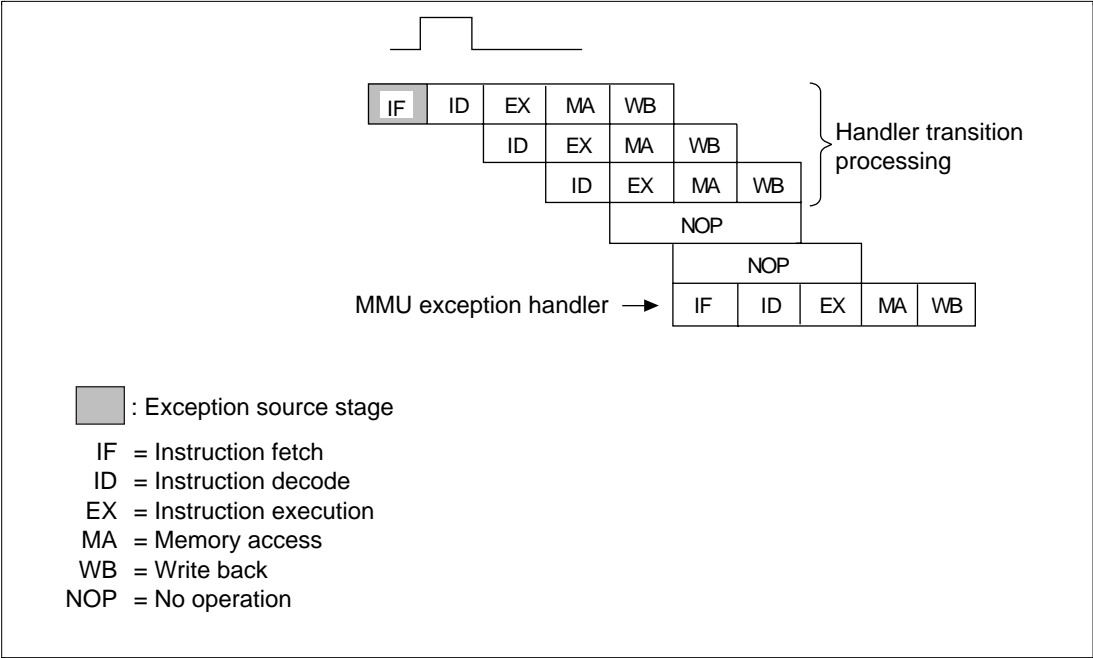 IF ID EX MA WB
ID EX MA WB
Handler transition
processing
ID EX MA WB
NOP
NOP
MMU exception handler IF ID EX MA WB
: Exception source stage
IF = Instruction fetch
ID = Instruction decode
EX = Instruction execution
MA = Memory access
WB = Write back
NOP = No operation